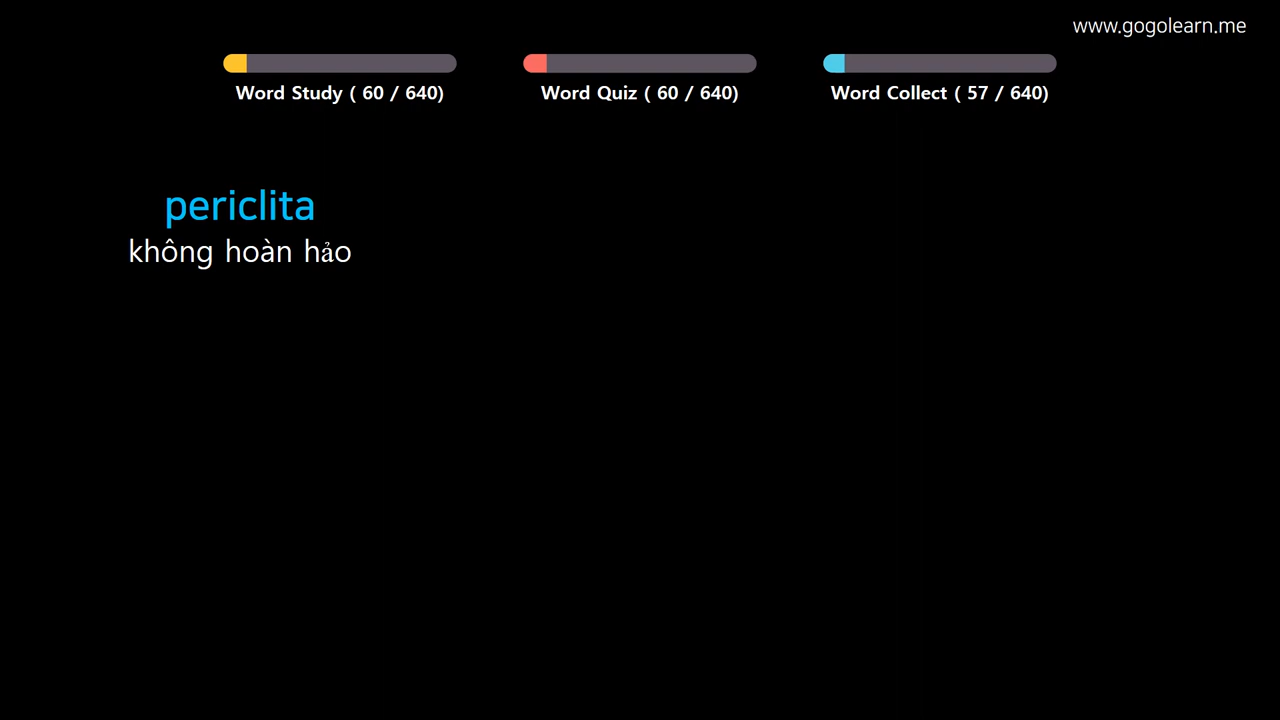 www.gogolearn.me
Word Study ( 60 / 640)
Word Quiz ( 60 / 640)
Word Collect ( 57 / 640)
periclita
không hoàn hảo